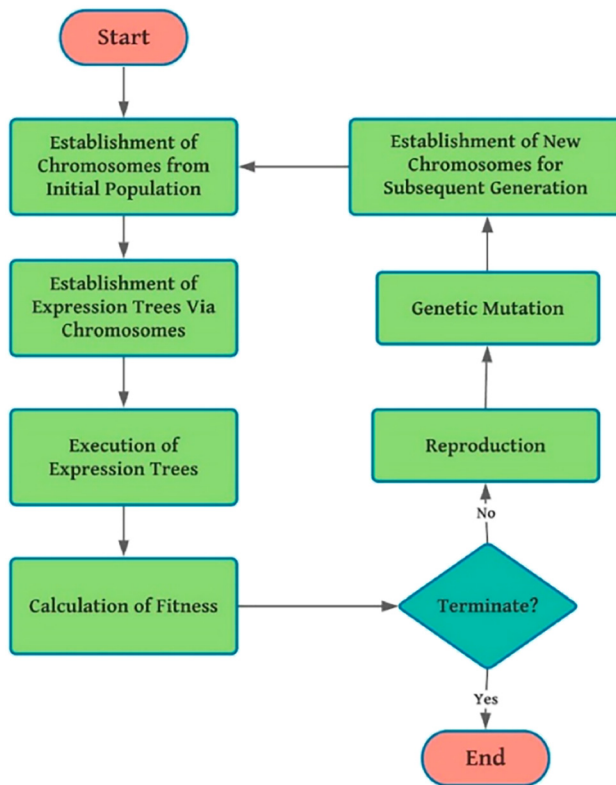 Start
Establishment of
Chromosomes from
Initial Population
Establishment of
Expression Trees Via
Chromosomes
Execution of
Expression Trees
Calculation of Fitness
Establishment of New
Chromosomes for
Subsequent Generation
Genetic Mutation
Reproduction
No
Terminate?
Yes
End